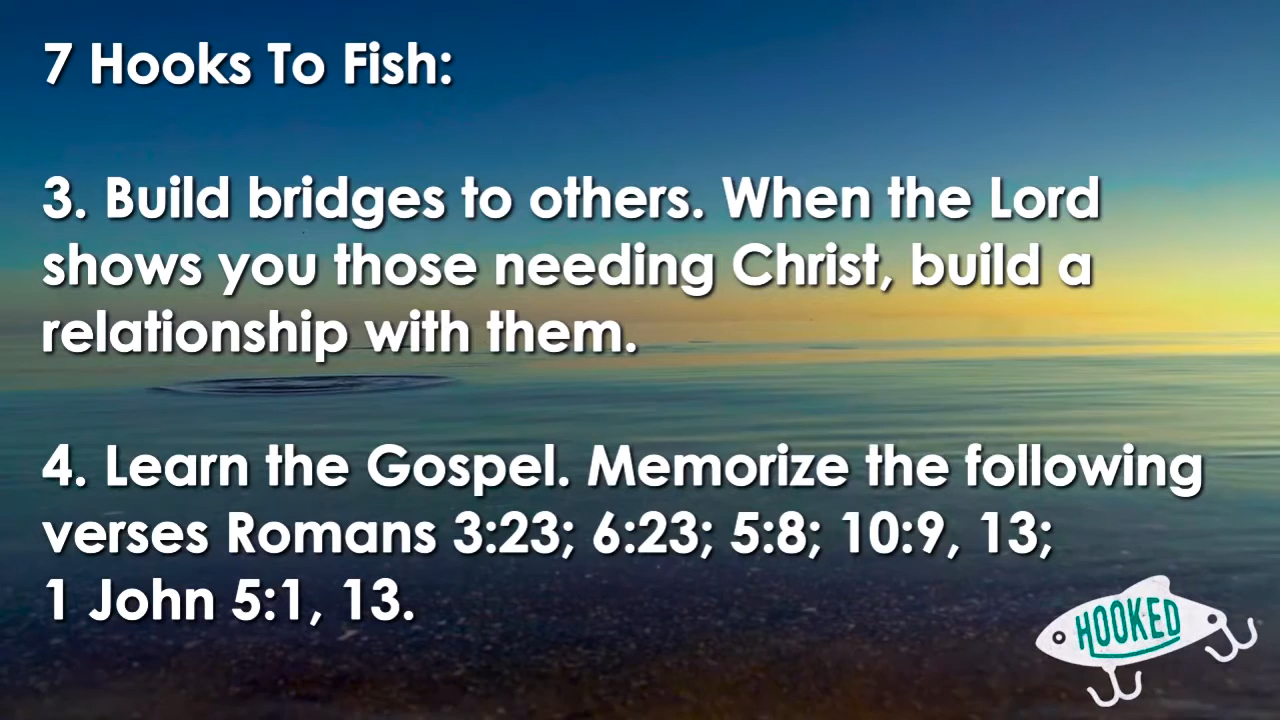 7 Hooks To Fish:
3. Build bridges to others. When the Lord
shows you those needing Christ, build a
relationship with them.
4. Learn the Gospel. Memorize the following
verses Romans 3:23; 6:23; 5:8; 10:9, 13;
1 John 5:1, 13.
HOOKED